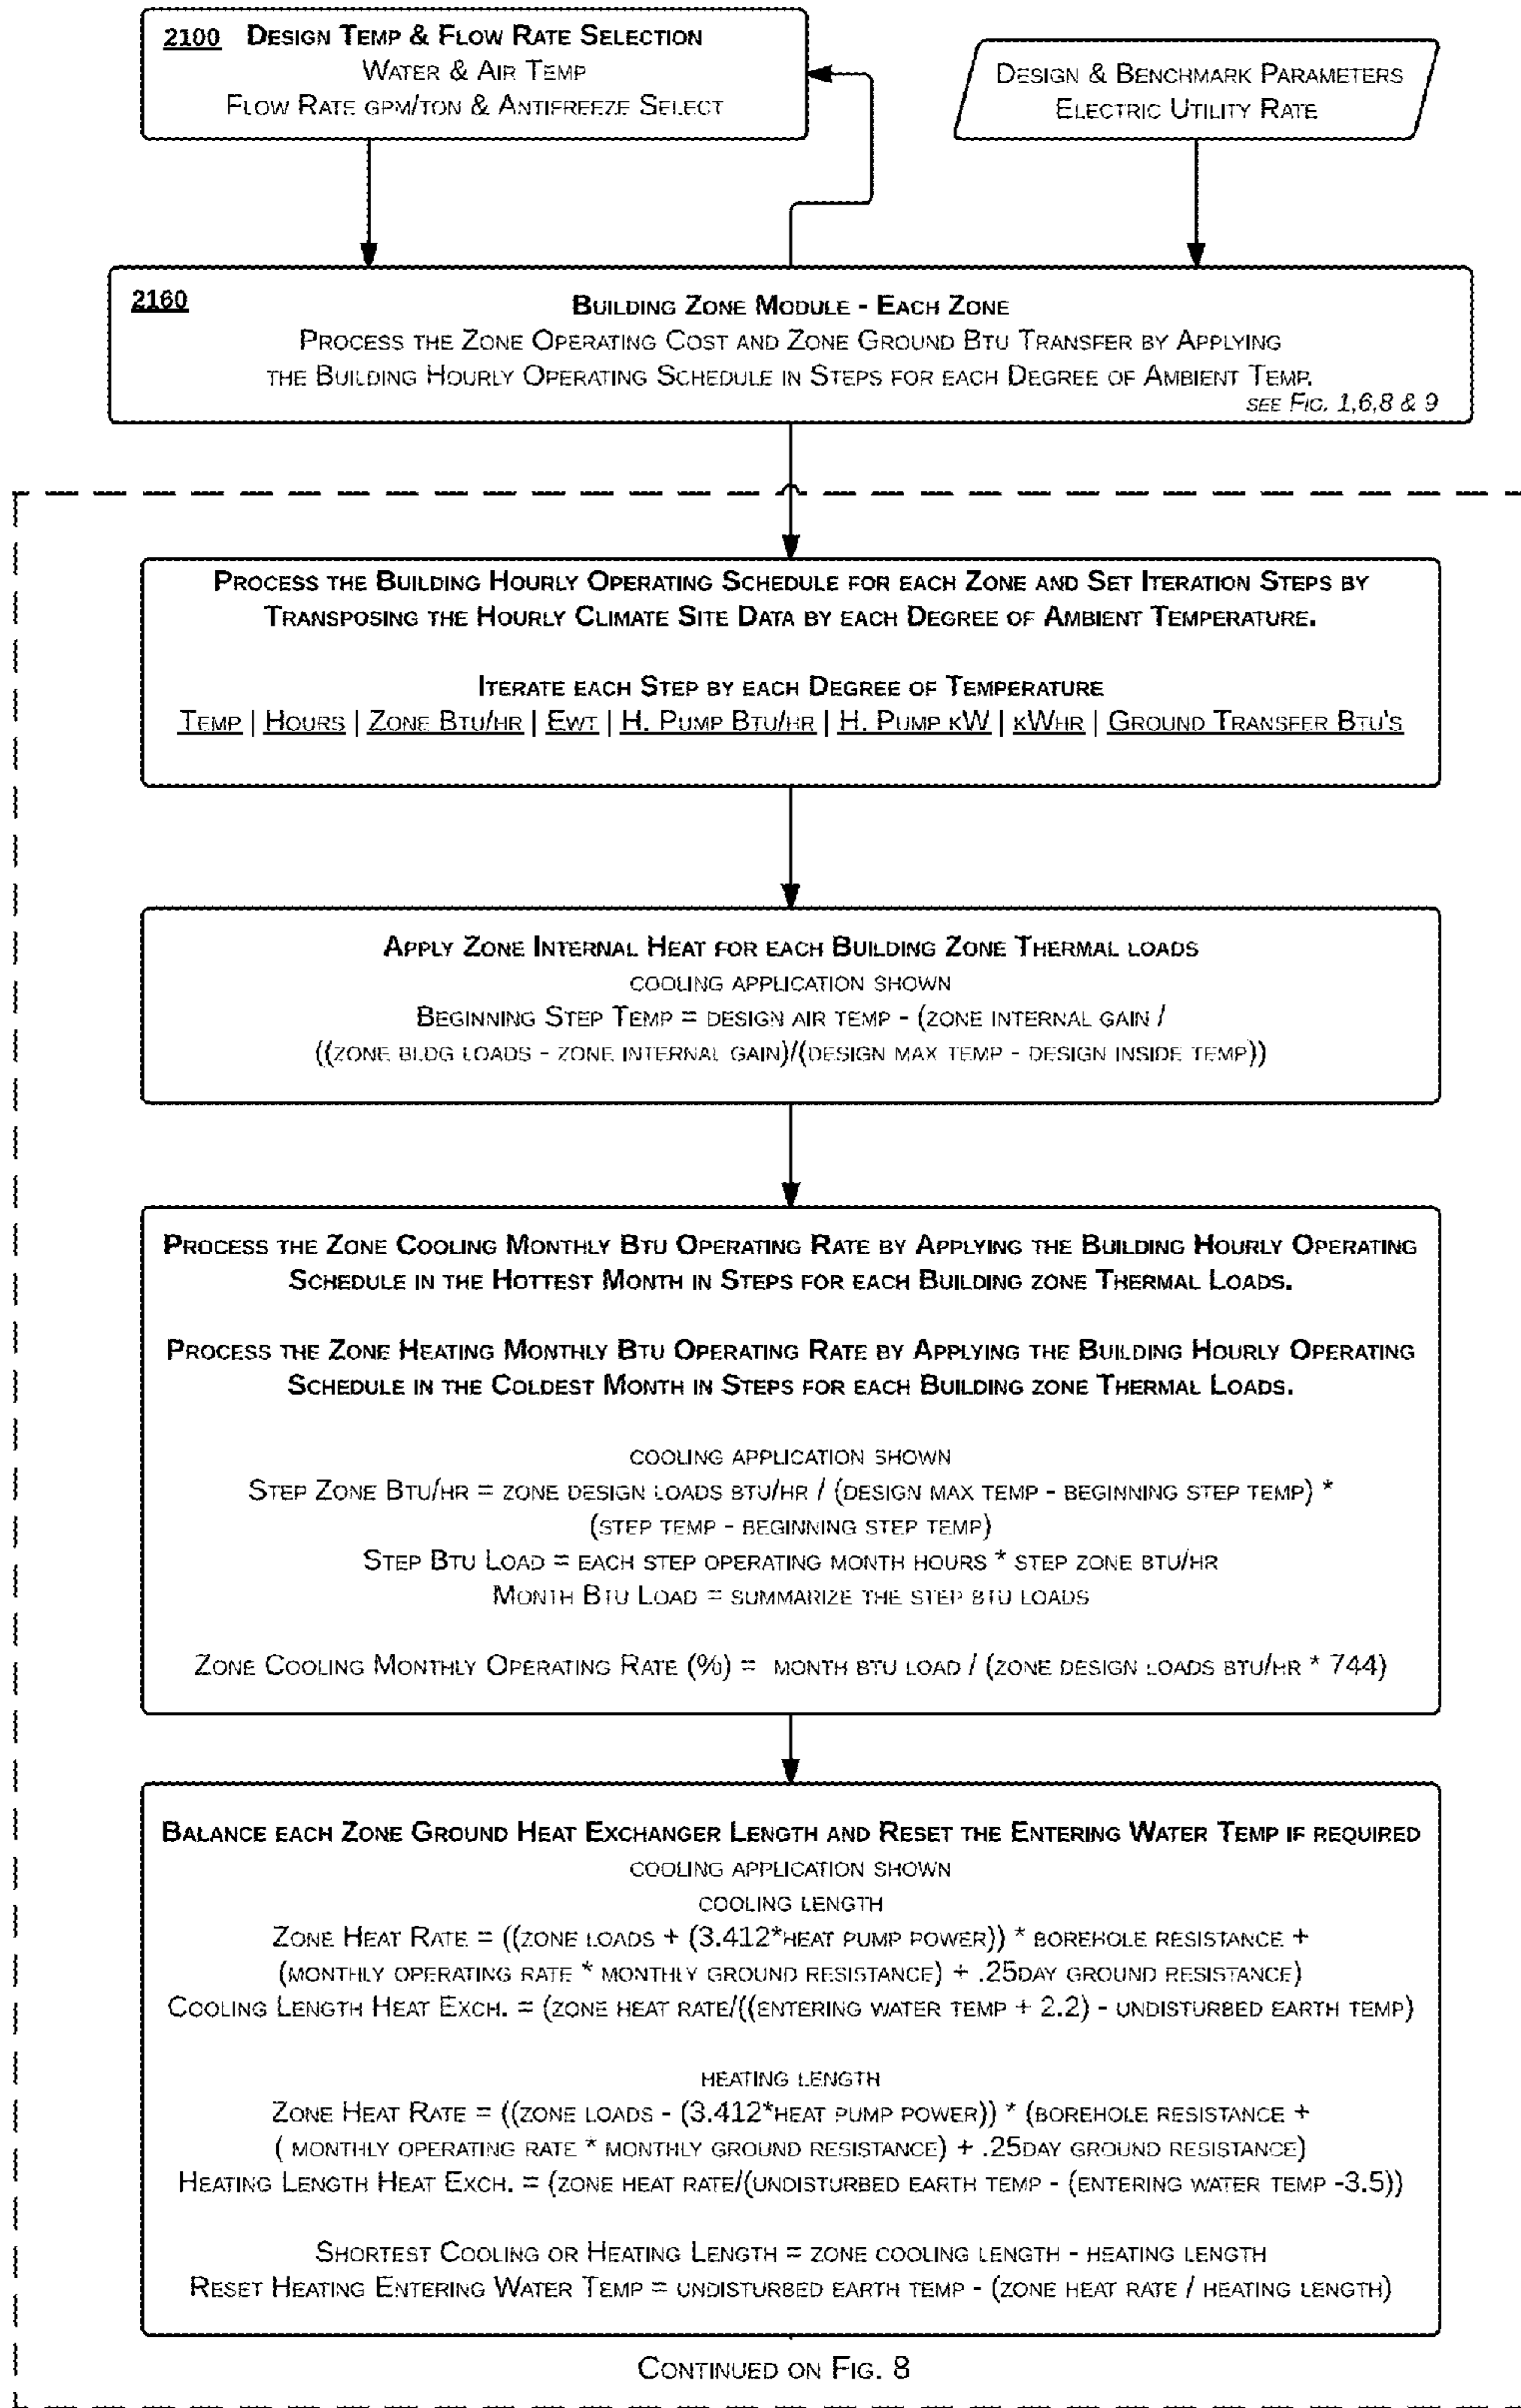 2100 Design Temp & Flow Rate Selection
Water & Air Temp
Flow Rate gpm/ton & Antifreeze Select
Design & Benchmark Parameters
Electric Utility Rate
2160
Building Zone Module - Each Zone
Process the Zone Operating Cost and Zone Ground Btu Transfer by Applying
the Building Hourly Operating Schedule in Steps for each Degree of Ambient Temp.
see Fig. 1,6,8 & 9
Process the Building Hourly Operating Schedule for each Zone and Set Iteration Steps by
Transposing the Hourly Climate Site Data by each Degree of Ambient Temperature.
Iterate each Step by each Degree of Temperature
Temp | Hours | Zone Btu/hr | Ewt | H. Pump Btu/hr | H. Pump kW | kWhr | Ground Transfer Btu's
Apply Zone Internal Heat for each Building Zone Thermal loads
cooling application shown
Beginning Step Temp = design air temp - (zone internal gain /
((zone bldg loads - zone internal gain)/(design max temp - design inside temp))
Process the Zone Cooling Monthly Btu Operating Rate by Applying the Building Hourly Operating
Schedule in the Hottest Month in Steps for each Building zone Thermal Loads.
Process the Zone Heating Monthly Btu Operating Rate by Applying the Building Hourly Operating
Schedule in the Coldest Month in Steps for each Building zone Thermal Loads.
cooling application shown
Step Zone Btu/hr = zone design loads btu/hr / (design max temp - beginning step temp) *
(step temp - beginning step temp)
Step Btu Load = each step operating month hours * step zone btu/hr
Month Btu Load = summarize the step btu loads
Zone Cooling Monthly Operating Rate (%) = month btu load / (zone design loads btu/hr * 744)
Balance each Zone Ground Heat Exchanger Length and Reset the Entering Water Temp if required
cooling application shown
cooling length
Zone Heat Rate = ((zone loads + (3.412*heat pump power)) * borehole resistance +
(monthly operating rate * monthly ground resistance) + .25day ground resistance)
Cooling Length Heat Exch. = (zone heat rate/((entering water temp + 2.2) - undisturbed earth temp)
heating length
Zone Heat Rate = ((zone loads - (3.412*heat pump power)) * (borehole resistance +
( monthly operating rate * monthly ground resistance) + .25day ground resistance)
Heating Length Heat Exch. = (zone heat rate/(undisturbed earth temp - (entering water temp -3.5))
Shortest Cooling or Heating Length = zone cooling length - heating length
Reset Heating Entering Water Temp = undisturbed earth temp - (zone heat rate / heating length)
Continued on Fig. 8